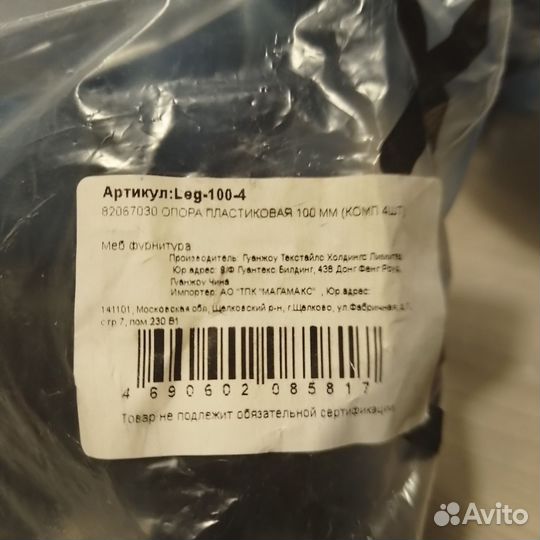 Артикул:Leg-100-4
82067030 ОПОРА ПЛАСТИКОВАЯ 100 ММ (КОМП 4ШТ)
Меб фурнитура
Производитель: Гуанжоу Текстайлс Холдингс Лимитед
Юр.адрес: 9/Ф Гуантекс Билдинг, 438 Донг Фенг Роуд,
Гуанжоу Чина
Импортер: АО "ТПК "МАГАМАКС" , Юр.адрес:
141101, Московская обл, Щелковский р-н, г.Щелково, ул.Фабричная, д.1,
стр.7, пом.230 В1
4 690602 085817
Товар не подлежит обязательной сертификации
Avito